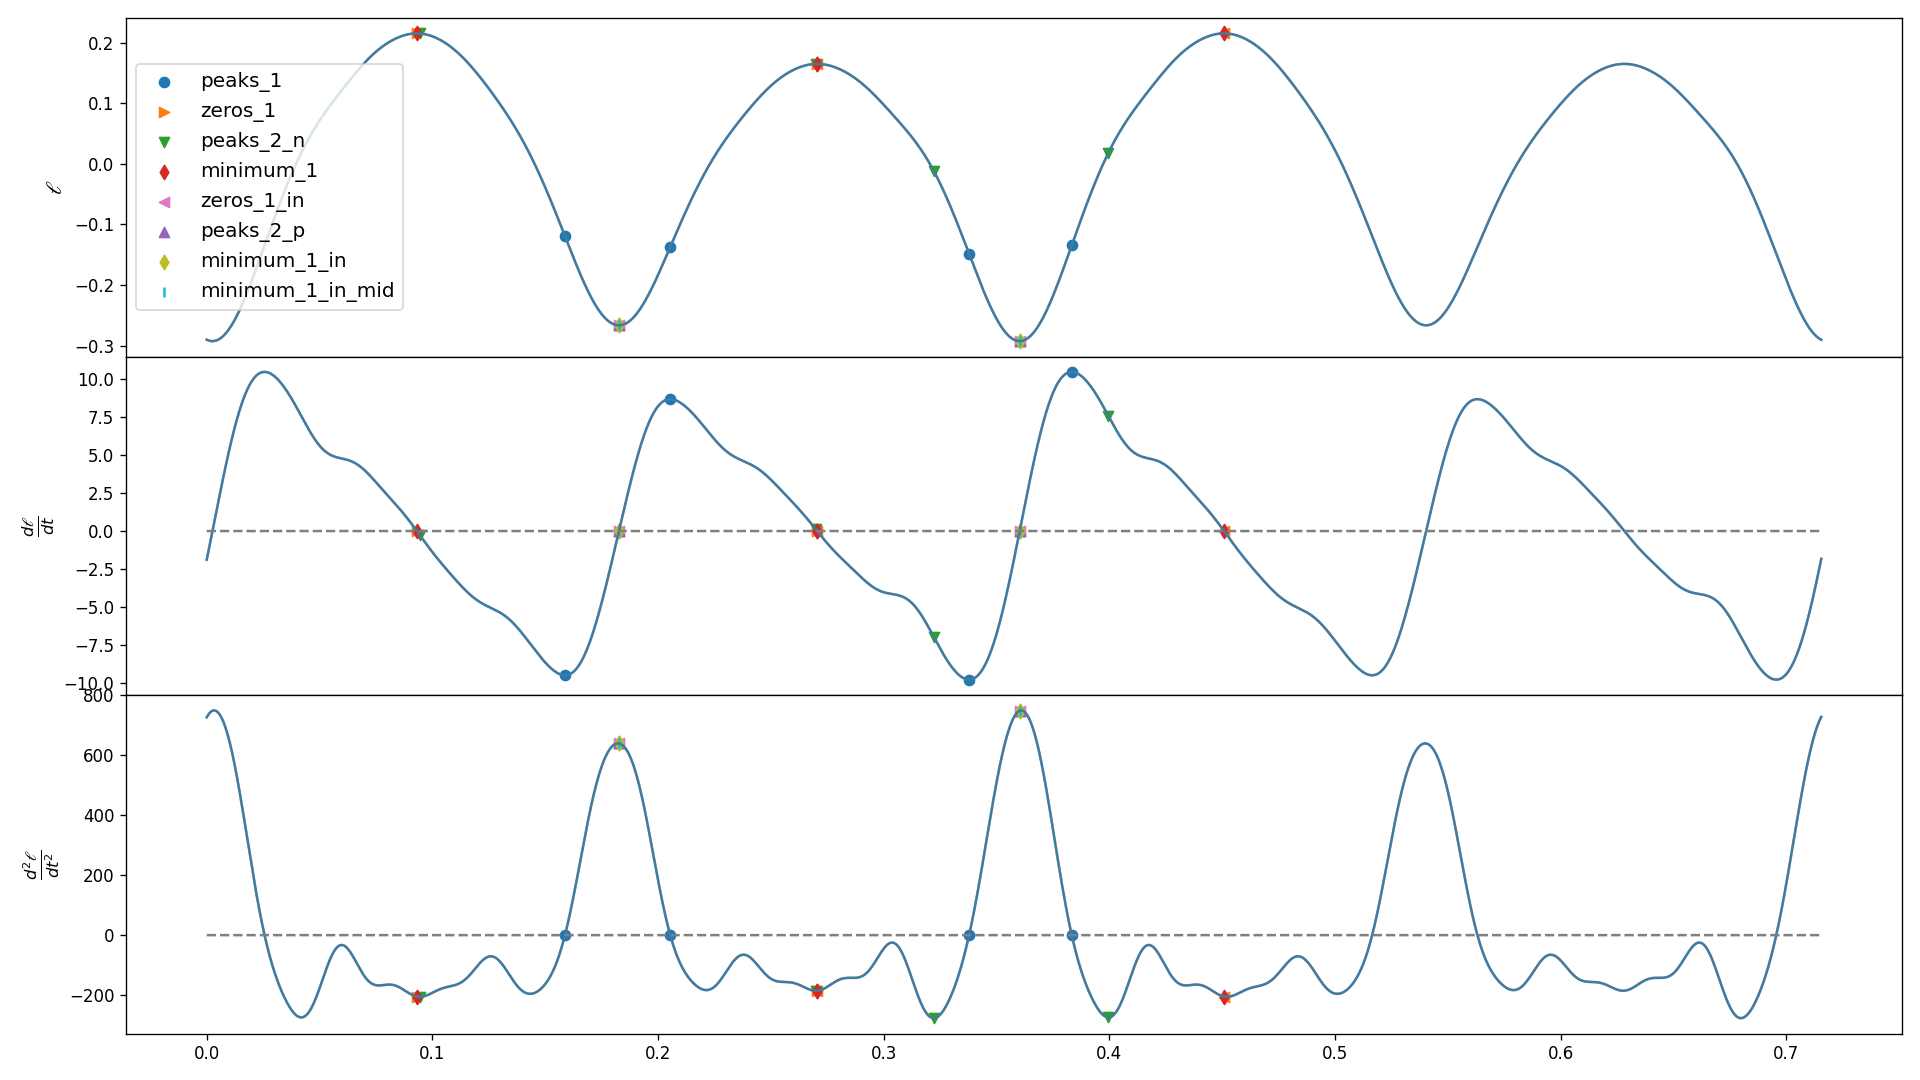 0.2
0.1
0.0
−0.1
−0.2
−0.3
ℓ
peaks_1
zeros_1
peaks_2_n
minimum_1
zeros_1_in
peaks_2_p
minimum_1_in
minimum_1_in_mid
10.0
7.5
5.0
2.5
0.0
−2.5
−5.0
−7.5
−10.0
dℓ
dt
800
600
400
200
0
−200
d²ℓ
dt²
0.0 0.1 0.2 0.3 0.4 0.5 0.6 0.7